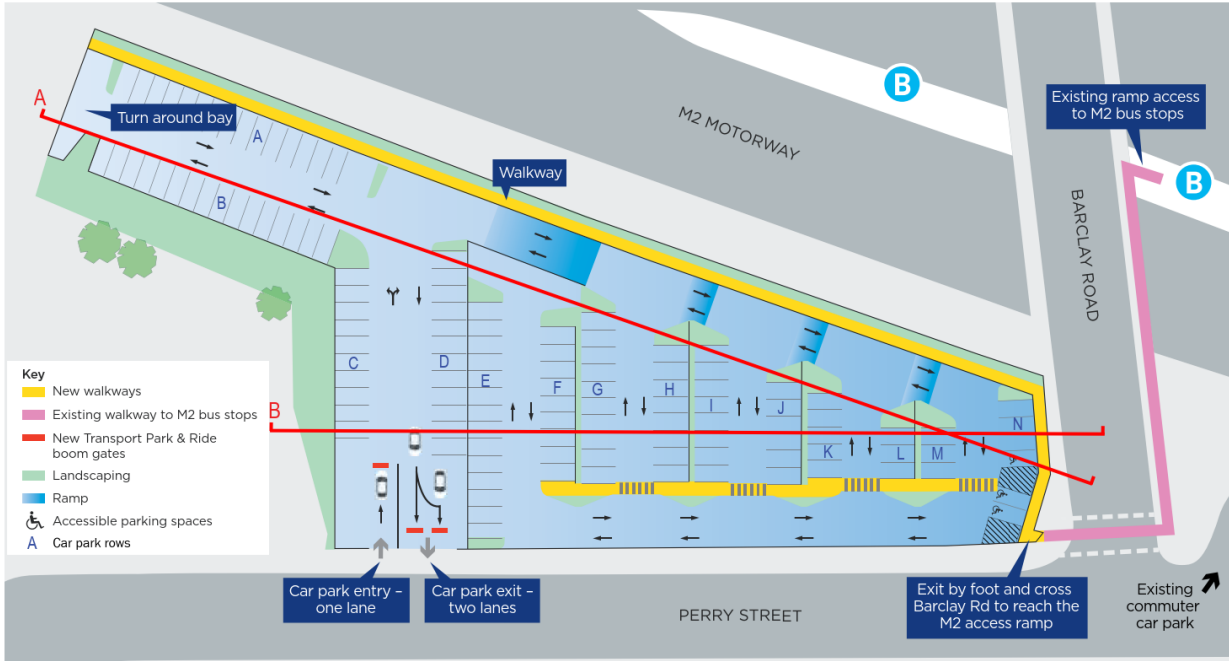 A
Turn around bay
A
B
Walkway
M2 MOTORWAY
B
Existing ramp access
to M2 bus stops
B
BARCLAY ROAD
C
D
E
F
G
H
I
J
K
L
M
N
B
Key
New walkways
Existing walkway to M2 bus stops
New Transport Park & Ride
boom gates
Landscaping
Ramp
Accessible parking spaces
A Car park rows
Car park entry –
one lane
Car park exit –
two lanes
PERRY STREET
Exit by foot and cross
Barclay Rd to reach the
M2 access ramp
Existing
commuter
car park